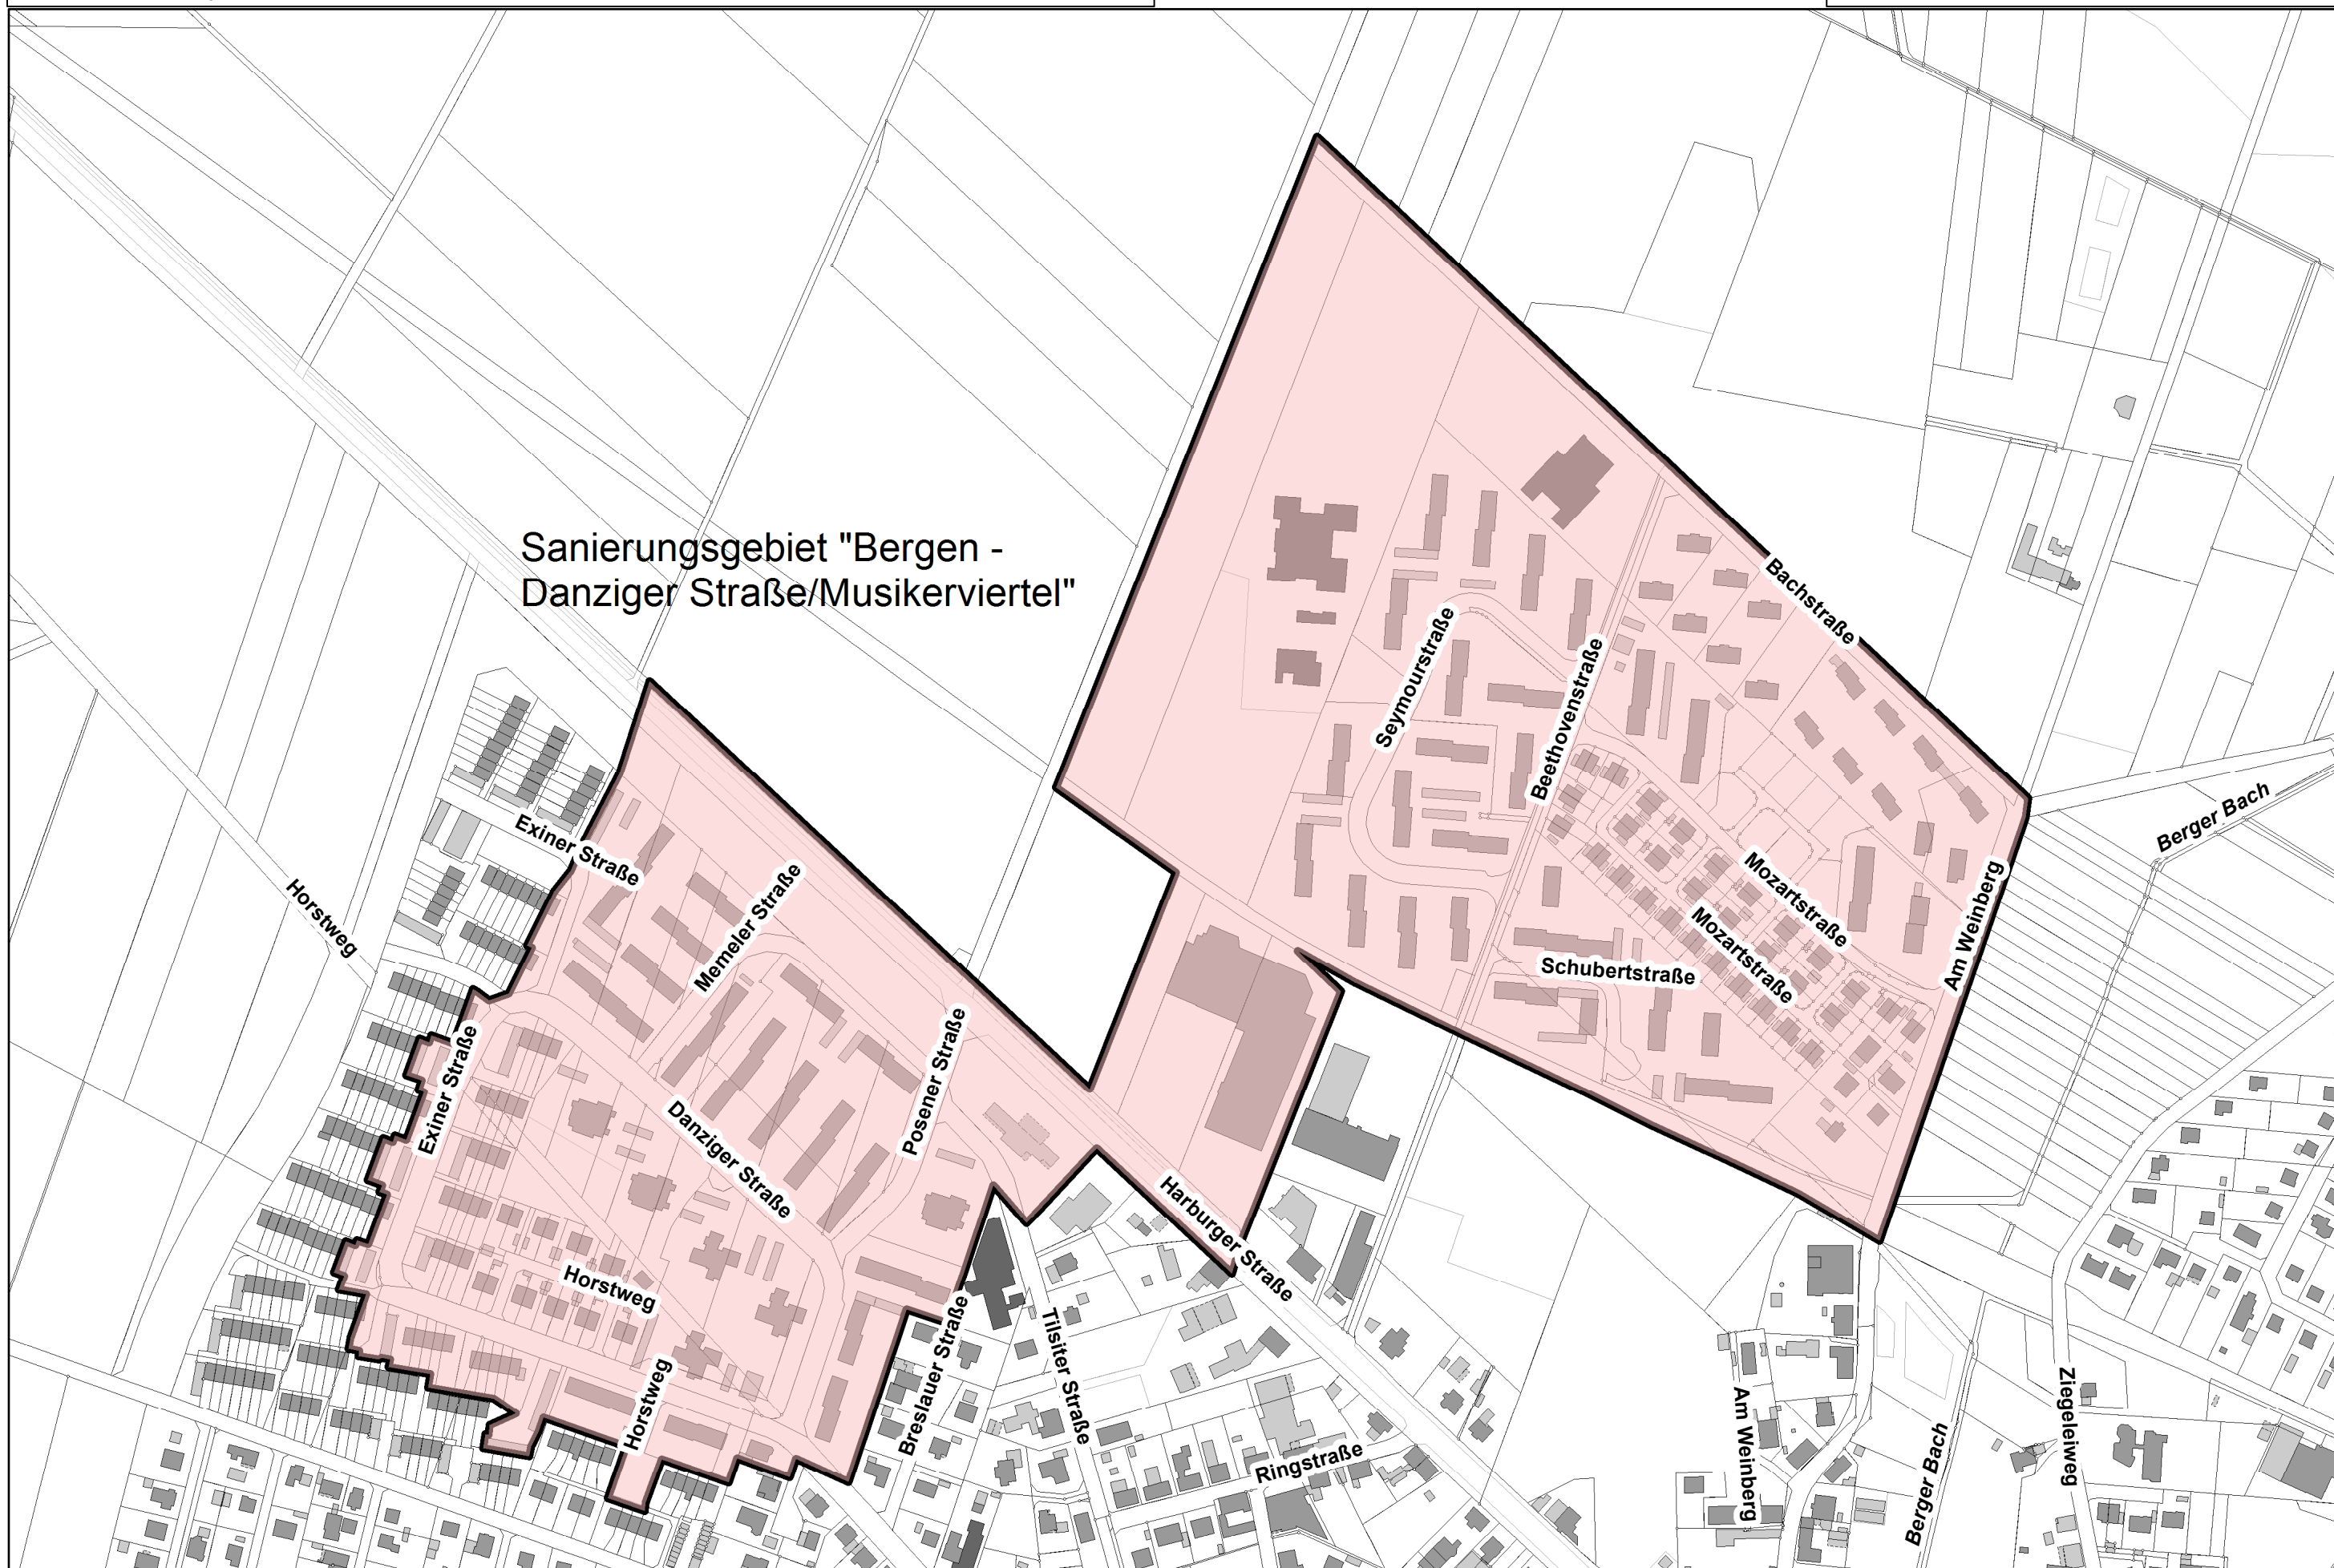 Sanierungsgebiet "Bergen -
Danziger Straße/Musikerviertel"
Bachstraße
Seymourstraße
Beethovenstraße
Berger Bach
Exiner Straße
Horstweg
Memeler Straße
Mozartstraße
Mozartstraße
Am Weinberg
Schubertstraße
Posener Straße
Exiner Straße
Danziger Straße
Harburger Straße
Horstweg
Horstweg
Breslauer Straße
Tilsiter Straße
Ringstraße
Am Weinberg
Berger Bach
Ziegeleiweg